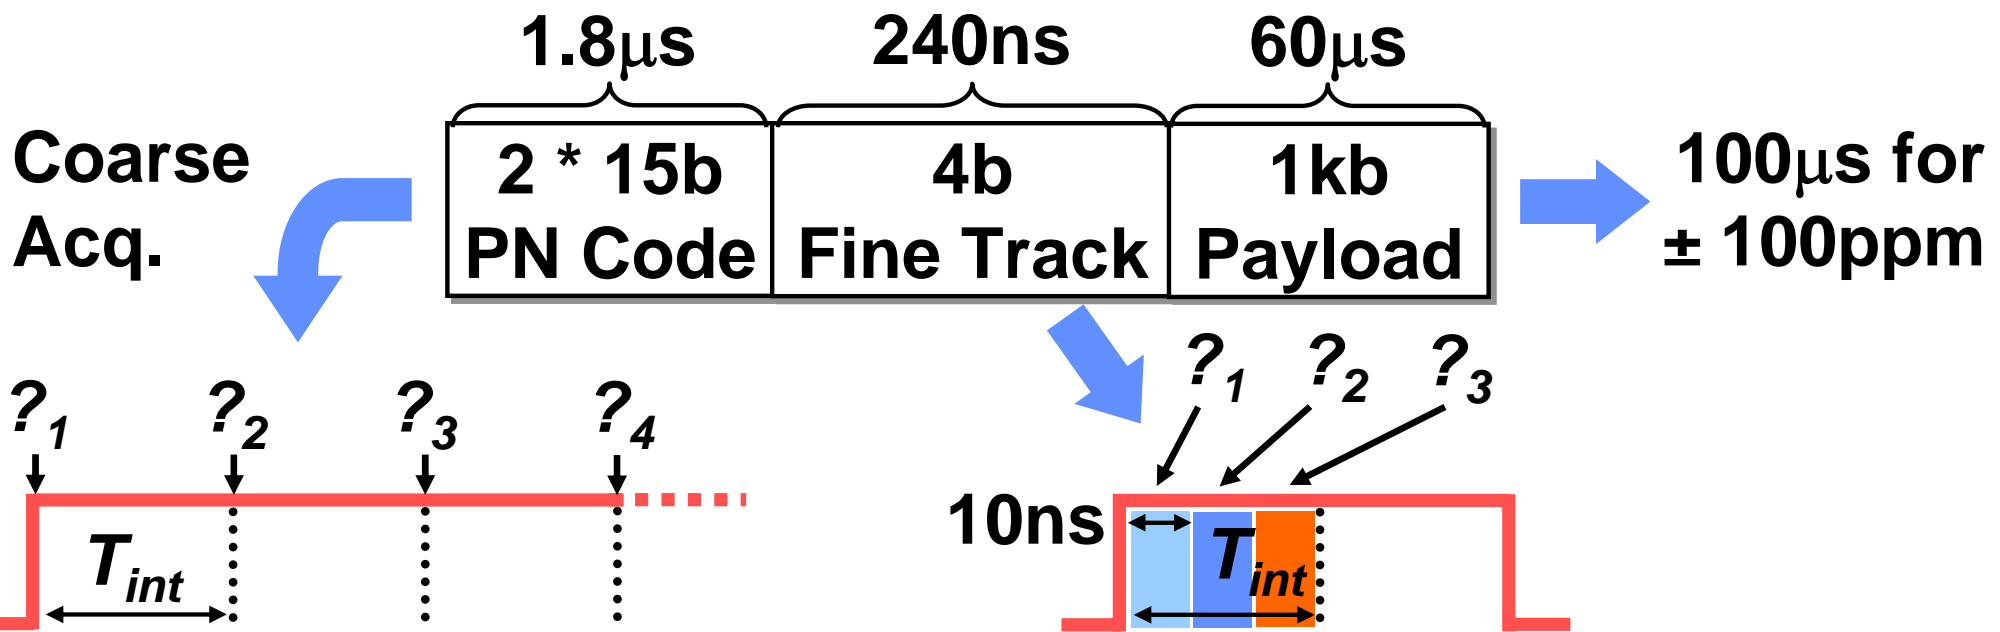 1.8μs 240ns 60μs
Coarse Acq.
2 * 15b PN Code
4b Fine Track
1kb Payload
100μs for ± 100ppm
?1 ?2 ?3 ?4
Tint
?1 ?2 ?3
10ns
Tint